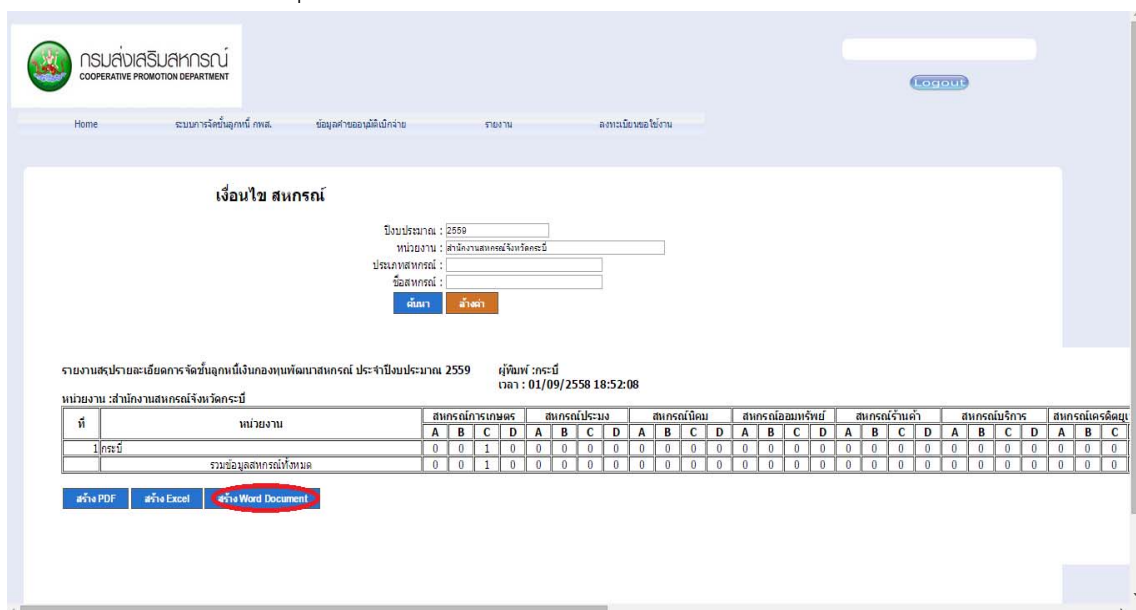 กรมส่งเสริมสหกรณ์
COOPERATIVE PROMOTION DEPARTMENT
Logout
Home ระบบการจัดชั้นลูกหนี้ กพส. ข้อมูลคำขออนุมัติเบิกจ่าย รายงาน ลงทะเบียนขอใช้งาน
เงื่อนไข สหกรณ์
ปีงบประมาณ : 2559
หน่วยงาน : สำนักงานสหกรณ์จังหวัดกระบี่
ประเภทสหกรณ์ :
ชื่อสหกรณ์ :
ค้นหา ล้างค่า
รายงานสรุปรายละเอียดการจัดชั้นลูกหนี้เงินกองทุนพัฒนาสหกรณ์ ประจำปีงบประมาณ 2559 ผู้พิมพ์ :กระบี่
เวลา : 01/09/2558 18:52:08
หน่วยงาน :สำนักงานสหกรณ์จังหวัดกระบี่
ที่ หน่วยงาน สหกรณ์การเกษตร สหกรณ์ประมง สหกรณ์นิคม สหกรณ์ออมทรัพย์ สหกรณ์ร้านค้า สหกรณ์บริการ สหกรณ์เครดิตยูเ
A B C D A B C D A B C D A B C D A B C D A B C D A B C
1 กระบี่ 0 0 1 0 0 0 0 0 0 0 0 0 0 0 0 0 0 0 0 0 0 0 0 0 0 0 0
รวมข้อมูลสหกรณ์ทั้งหมด 0 0 1 0 0 0 0 0 0 0 0 0 0 0 0 0 0 0 0 0 0 0 0 0 0 0 0
สร้าง PDF สร้าง Excel สร้าง Word Document